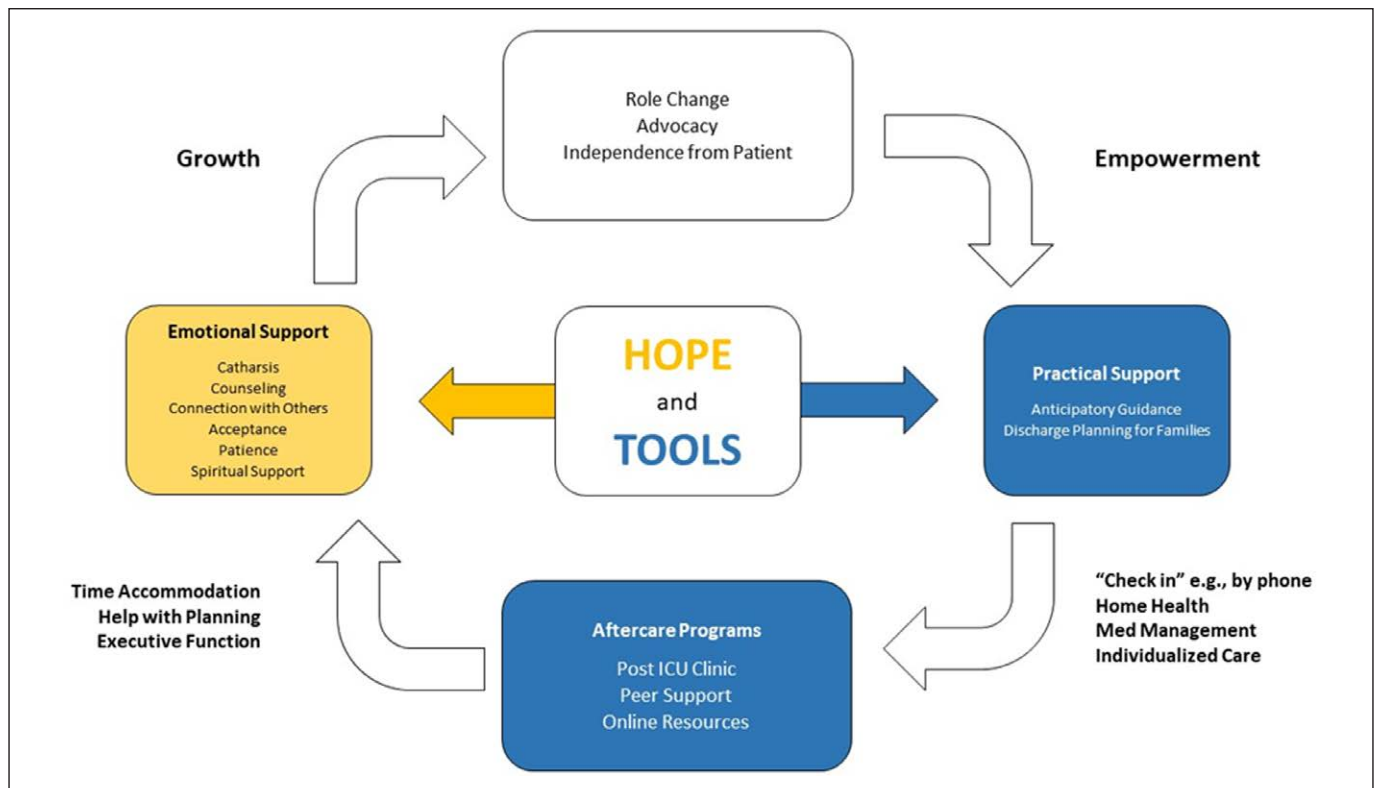 Role Change
Advocacy
Independence from Patient
Growth
Empowerment
Emotional Support
Catharsis
Counseling
Connection with Others
Acceptance
Patience
Spiritual Support
HOPE
and
TOOLS
Practical Support
Anticipatory Guidance
Discharge Planning for Families
Time Accommodation
Help with Planning
Executive Function
Aftercare Programs
Post ICU Clinic
Peer Support
Online Resources
“Check in” e.g., by phone
Home Health
Med Management
Individualized Care